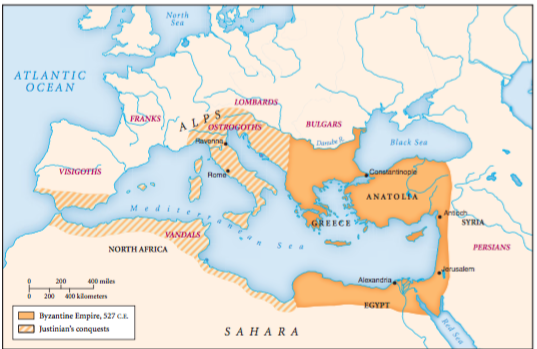 North
Sea
ATLANTIC
OCEAN
LOMBARDS
FRANKS
ALPS
OSTROGOTHS
BULGARS
Ravenna
Danube R.
Black Sea
VISIGOTHS
Rome
Constantinople
ANATOLIA
Mediterranean Sea
GREECE
Antioch
SYRIA
VANDALS
NORTH AFRICA
PERSIANS
Jerusalem
0 200 400 miles
0 200 400 kilometers
Alexandria
EGYPT
Byzantine Empire, 527 C.E.
Justinian's conquests
SAHARA
Red Sea